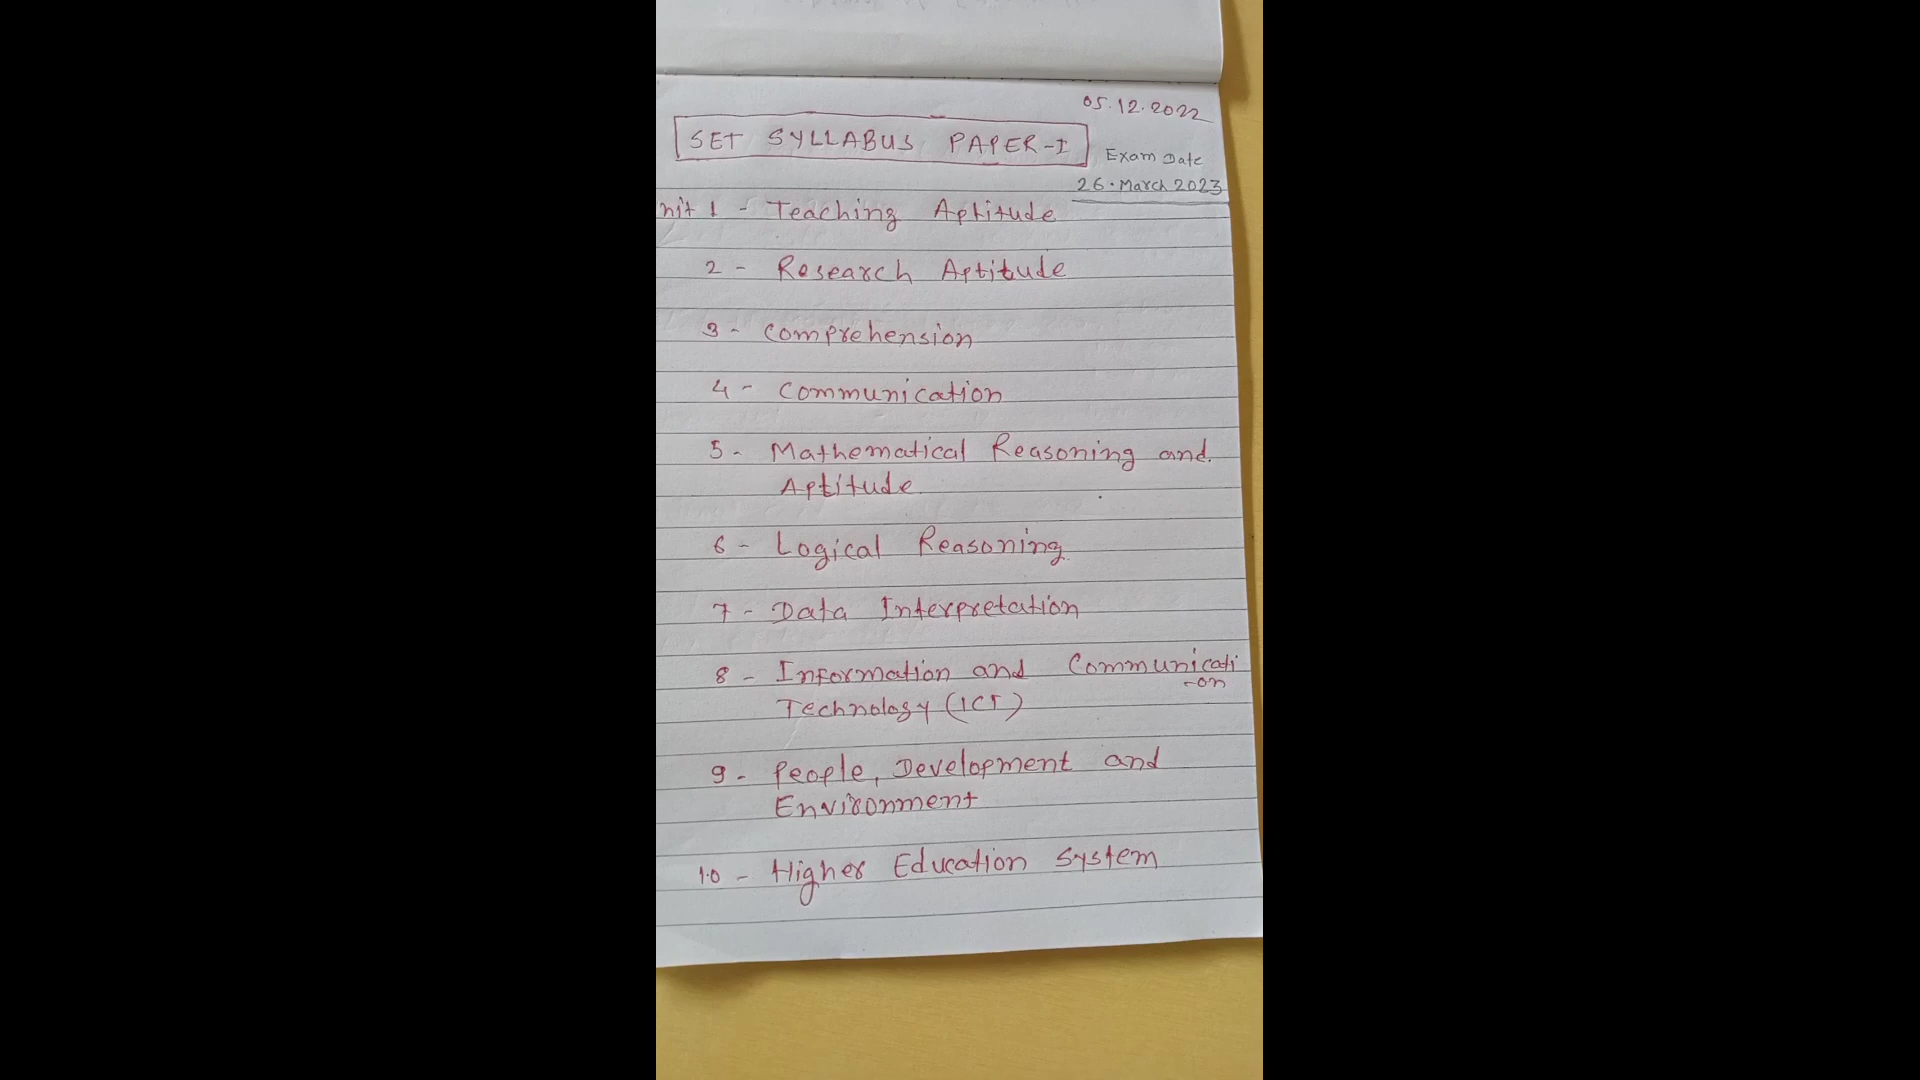 05.12.2022
SET SYLLABUS PAPER-I
Exam Date
26. March 2023
nit 1 - Teaching Aptitude
2 - Research Aptitude
3 - Comprehension
4 - Communication
5 - Mathematical Reasoning and
Aptitude
6 - Logical Reasoning
7 - Data Interpretation
8 - Information and Communicati
-on
Technology (ICT)
9 - People, Development and
Environment
10 - Higher Education System